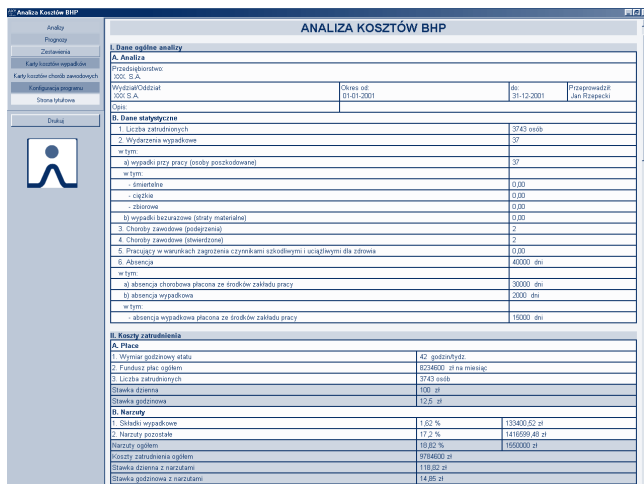 Analiza Kosztów BHP
Analizy
Prognozy
Zestawienia
Karty kosztów wypadków
Karty kosztów chorób zawodowych
Konfiguracja programu
Strona tytułowa
Drukuj
ANALIZA KOSZTÓW BHP
I. Dane ogólne analizy
A. Analiza
Przedsiębiorstwo:
XXX. S.A.
Wydział/Oddział: Okres od: do: Przeprowadził:
XXX S.A. 01-01-2001 31-12-2001 Jan Rzepecki
Opis:
B. Dane statystyczne
1. Liczba zatrudnionych 3743 osób
2. Wydarzenia wypadkowe 37
w tym:
a) wypadki przy pracy (osoby poszkodowane) 37
w tym:
- śmiertelne 0,00
- ciężkie 0,00
- zbiorowe 0,00
b) wypadki bezurazowe (straty materialne) 0,00
3. Choroby zawodowe (podejrzenia) 2
4. Choroby zawodowe (stwierdzone) 2
5. Pracujący w warunkach zagrożenia czynnikami szkodliwymi i uciążliwymi dla zdrowia 0,00
6. Absencja 40000 dni
w tym:
a) absencja chorobowa płacona ze środków zakładu pracy 30000 dni
b) absencja wypadkowa 2000 dni
w tym:
- absencja wypadkowa płacona ze środków zakładu pracy 15000 dni
II. Koszty zatrudnienia
A. Płace
1. Wymiar godzinowy etatu 42 godzin/tydz.
2. Fundusz płac ogółem 8234600 zł na miesiąc
3. Liczba zatrudnionych 3743 osób
Stawka dzienna 100 zł
Stawka godzinowa 12,5 zł
B. Narzuty
1. Składki wypadkowe 1,62 % 133400,52 zł
2. Narzuty pozostałe 17,2 % 1416599,48 zł
Narzuty ogółem 18,82 % 1550000 zł
Koszty zatrudnienia ogółem 9784600 zł
Stawka dzienna z narzutami 118,82 zł
Stawka godzinowa z narzutami 14,85 zł